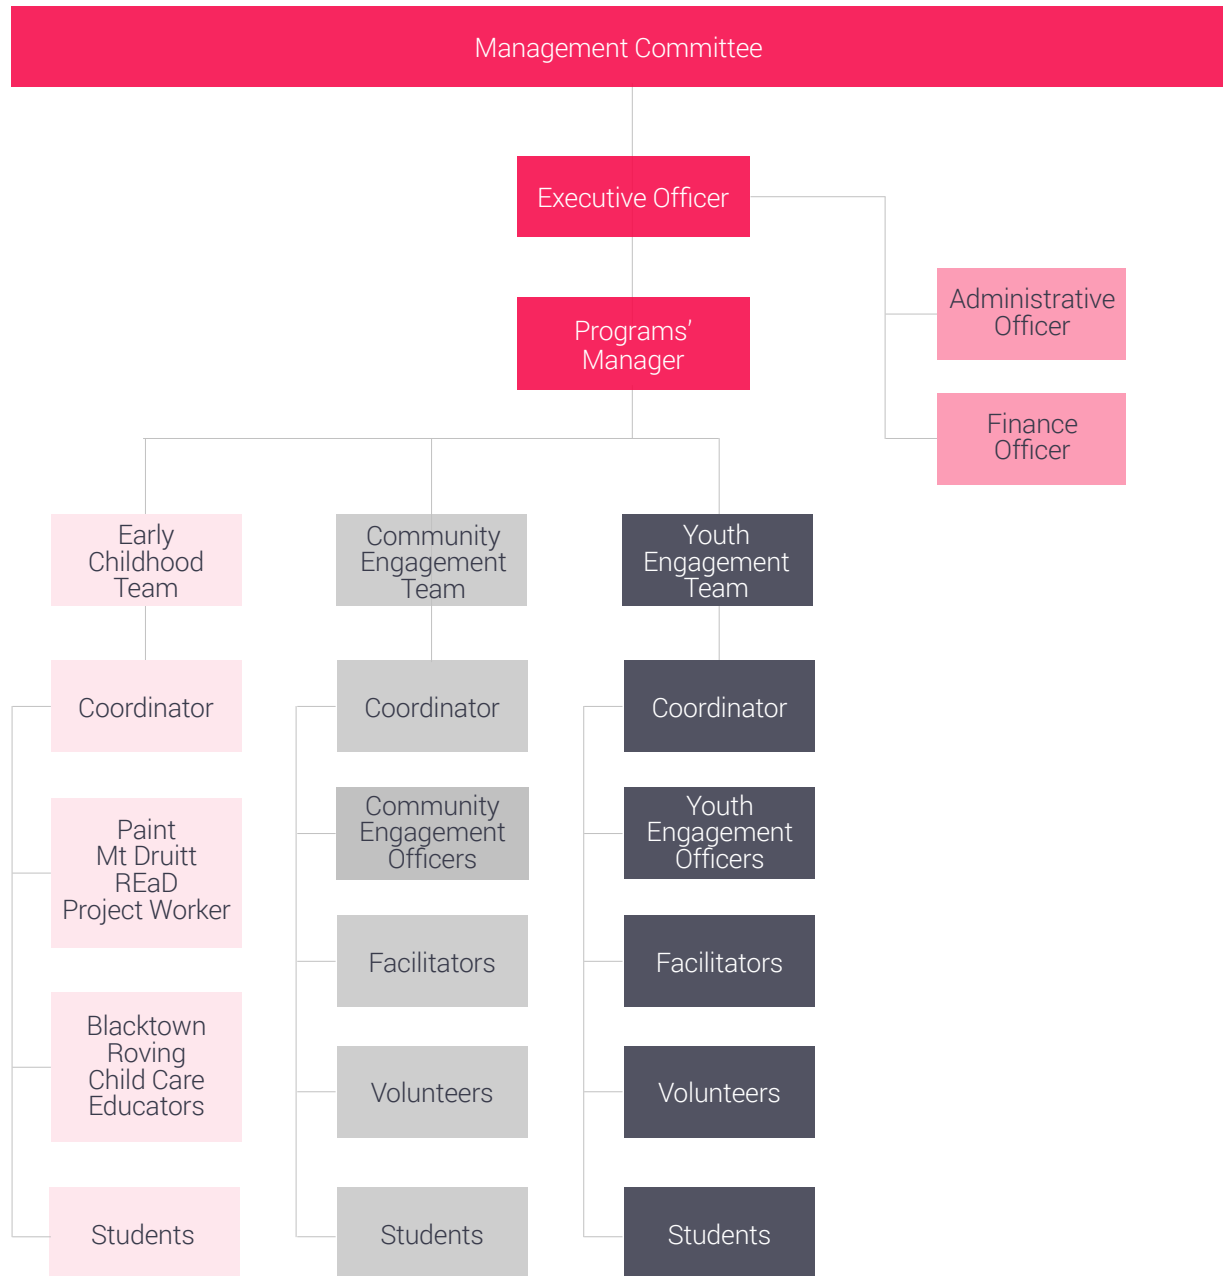 Management Committee
Executive Officer
Administrative
Officer
Programs'
Manager
Finance
Officer
Early
Childhood
Team
Community
Engagement
Team
Youth
Engagement
Team
Coordinator
Coordinator
Coordinator
Paint
Mt Druitt
REaD
Project Worker
Community
Engagement
Officers
Youth
Engagement
Officers
Facilitators
Facilitators
Blacktown
Roving
Child Care
Educators
Volunteers
Volunteers
Students
Students
Students